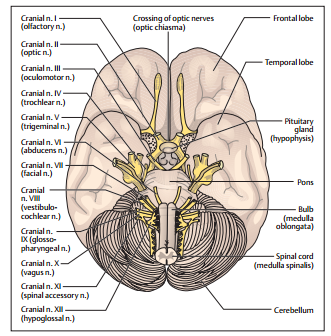 Cranial n. I
(olfactory n.)
Cranial n. II
(optic n.)
Cranial n. III
(oculomotor n.)
Cranial n. IV
(trochlear n.)
Cranial n. V
(trigeminal n.)
Cranial n. VI
(abducens n.)
Cranial n. VII
(facial n.)
Cranial
n. VIII
(vestibulo-
cochlear n.)
Cranial n.
IX (glosso-
pharyngeal n.)
Cranial n. X
(vagus n.)
Cranial n. XI
(spinal accessory n.)
Cranial n. XII
(hypoglossal n.)
Crossing of optic nerves
(optic chiasma)
Frontal lobe
Temporal lobe
Pituitary
gland
(hypophysis)
Pons
Bulb
(medulla
oblongata)
Spinal cord
(medulla spinalis)
Cerebellum